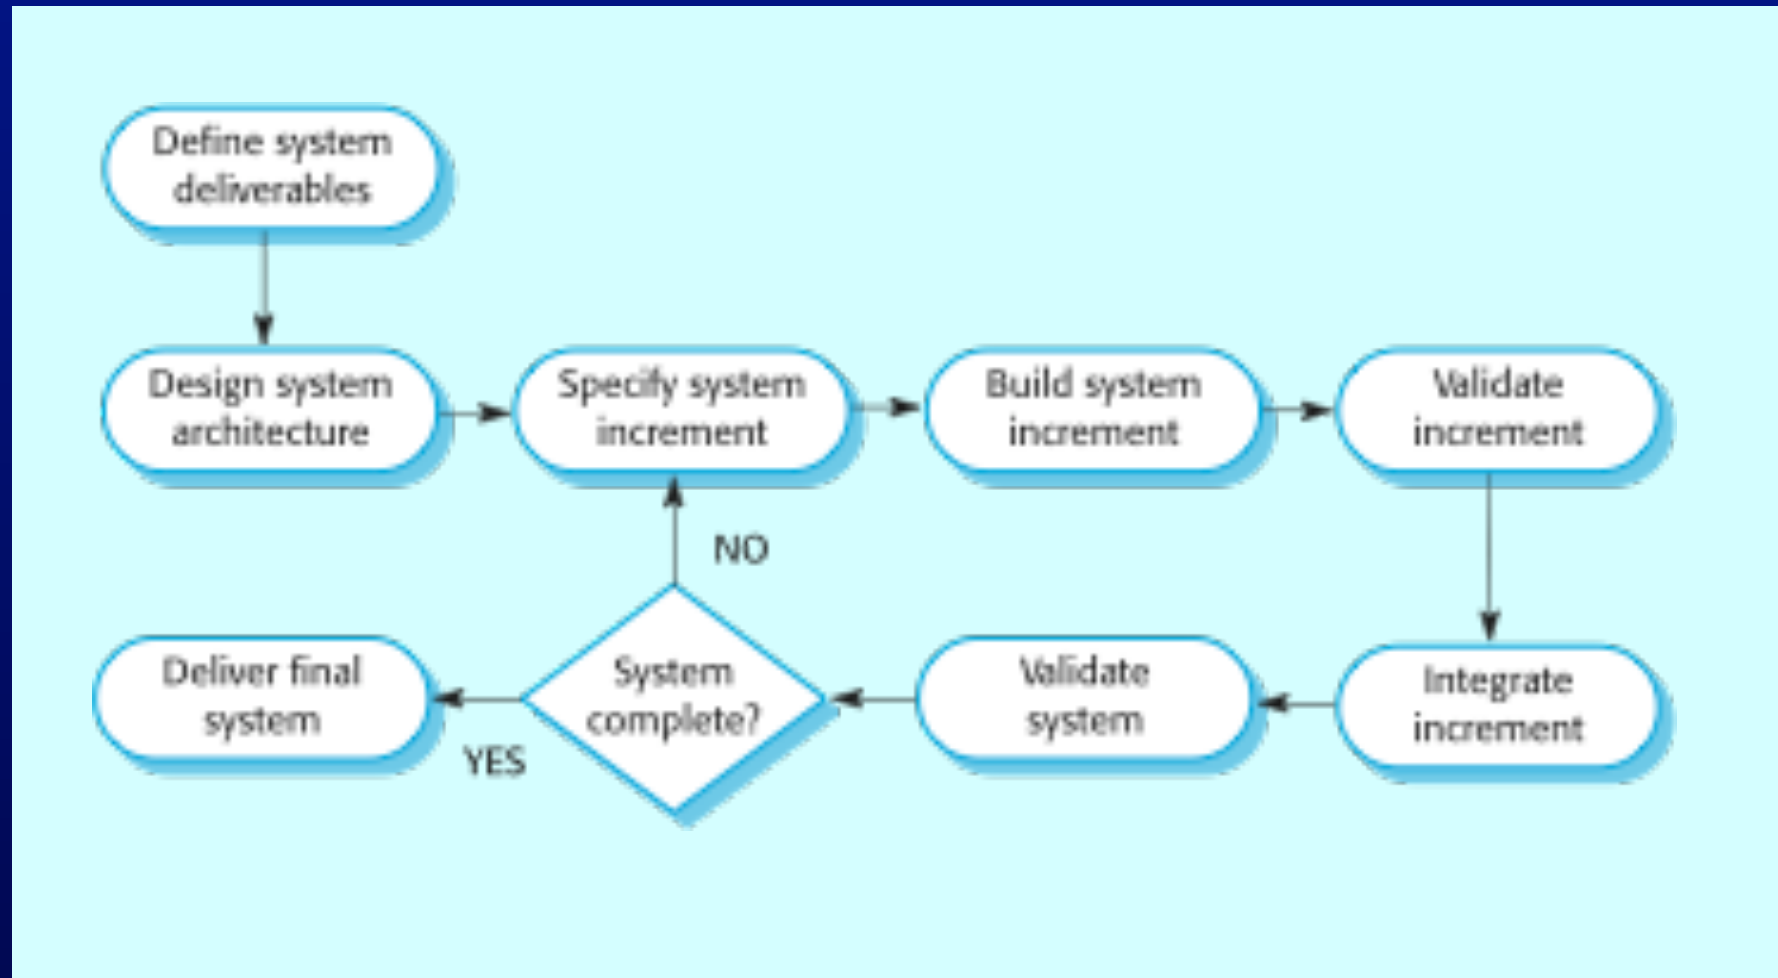 Define system
deliverables
Design system
architecture
Specify system
increment
Build system
increment
Validate
increment
NO
Deliver final
system
YES
System
complete?
Validate
system
Integrate
increment